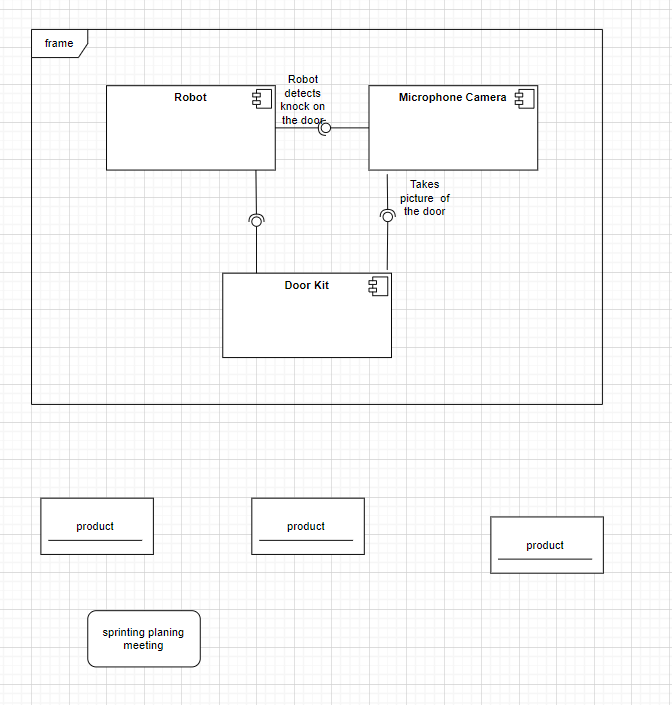 frame
Robot
Robot
detects
knock on
the door
Microphone Camera
Takes
picture of
the door
Door Kit
product
product
product
sprinting planing
meeting